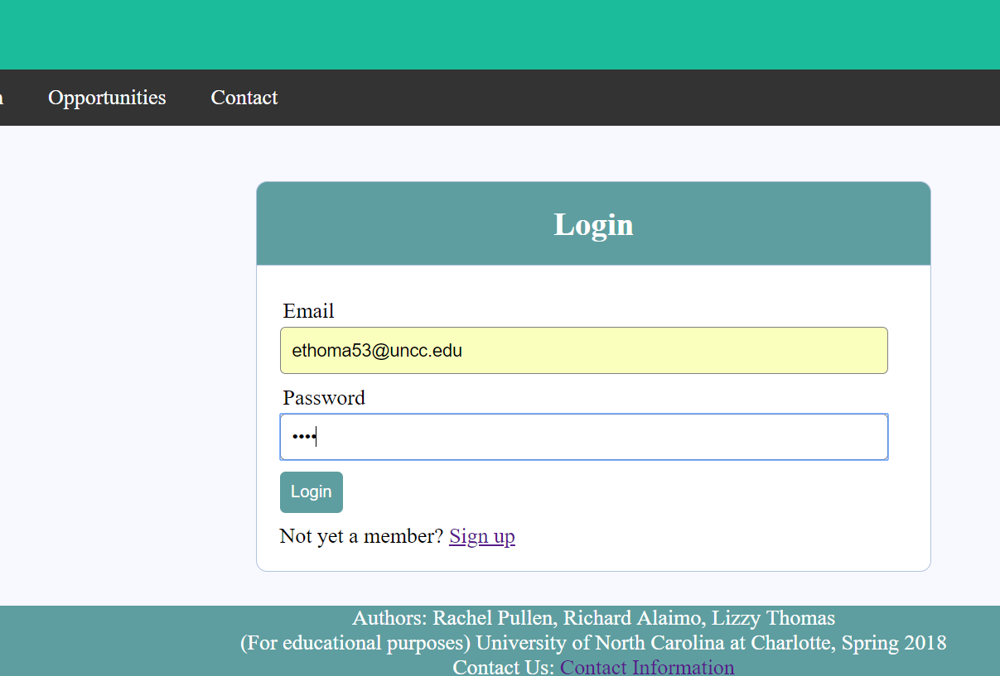 Opportunities Contact
Login
Email
ethoma53@uncc.edu
Password
••••
Login
Not yet a member? Sign up
Authors: Rachel Pullen, Richard Alaimo, Lizzy Thomas
(For educational purposes) University of North Carolina at Charlotte, Spring 2018
Contact Us: Contact Information